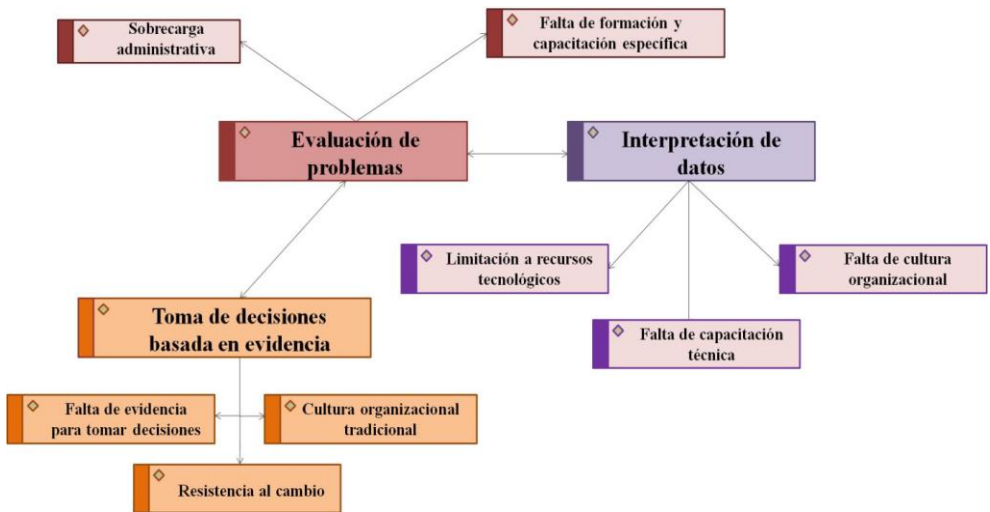 Sobrecarga
administrativa
Falta de formación y
capacitación específica
Evaluación de
problemas
Interpretación de
datos
Limitación a recursos
tecnológicos
Falta de cultura
organizacional
Falta de capacitación
técnica
Toma de decisiones
basada en evidencia
Falta de evidencia
para tomar decisiones
Cultura organizacional
tradicional
Resistencia al cambio